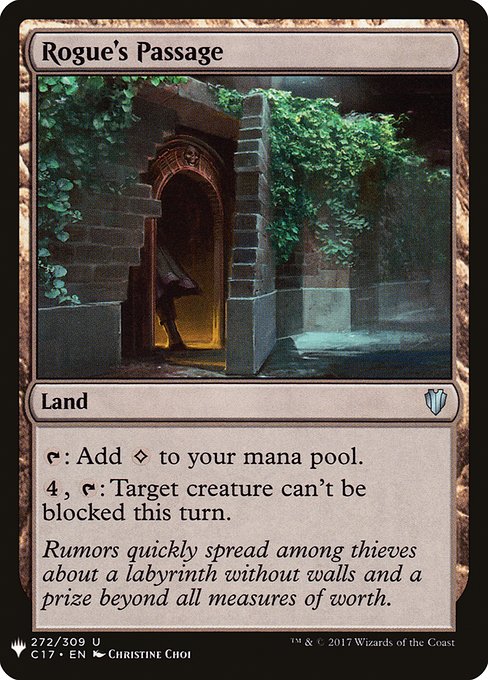 Rogue's Passage
Land
: Add to your mana pool.
4, : Target creature can't be
blocked this turn.
Rumors quickly spread among thieves
about a labyrinth without walls and a
prize beyond all measures of worth.
272/309 U
C17 • EN Christine Choi
™ & © 2017 Wizards of the Coast